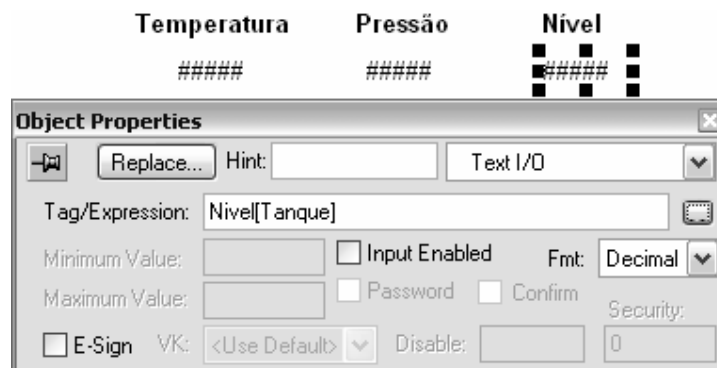 Temperatura Pressão Nível
##### ##### #####
Object Properties
Replace... Hint: Text I/O
Tag/Expression: Nivel[Tanque]
Minimum Value: Input Enabled Fmt: Decimal
Maximum Value: Password Confirm Security:
E-Sign VK: <Use Default> Disable: 0